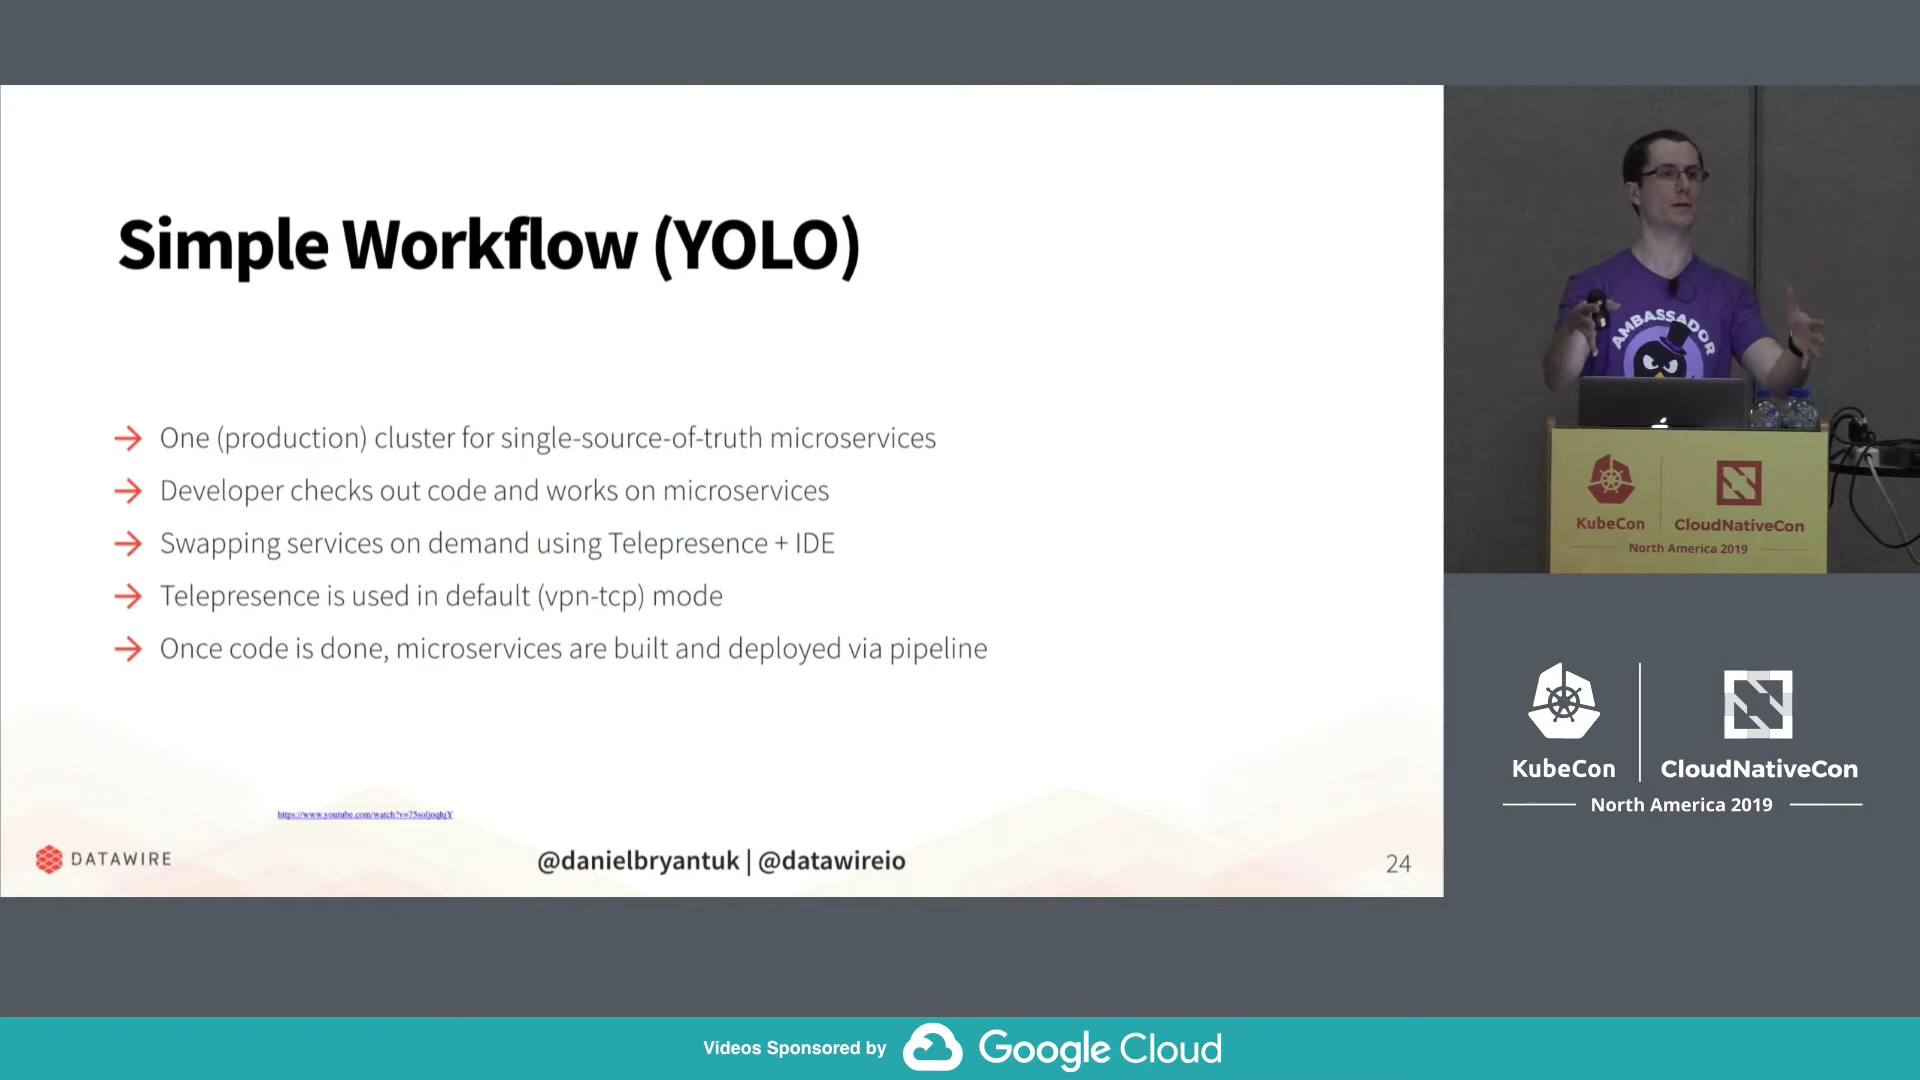 Simple Workflow (YOLO)
One (production) cluster for single-source-of-truth microservices
Developer checks out code and works on microservices
Swapping services on demand using Telepresence + IDE
Telepresence is used in default (vpn-tcp) mode
Once code is done, microservices are built and deployed via pipeline
DATAWIRE
@danielbryantuk | @datawireio
24
AMBASSADOR
KubeCon
CloudNativeCon
North America 2019
KubeCon
CloudNativeCon
North America 2019
Videos Sponsored by
Google Cloud